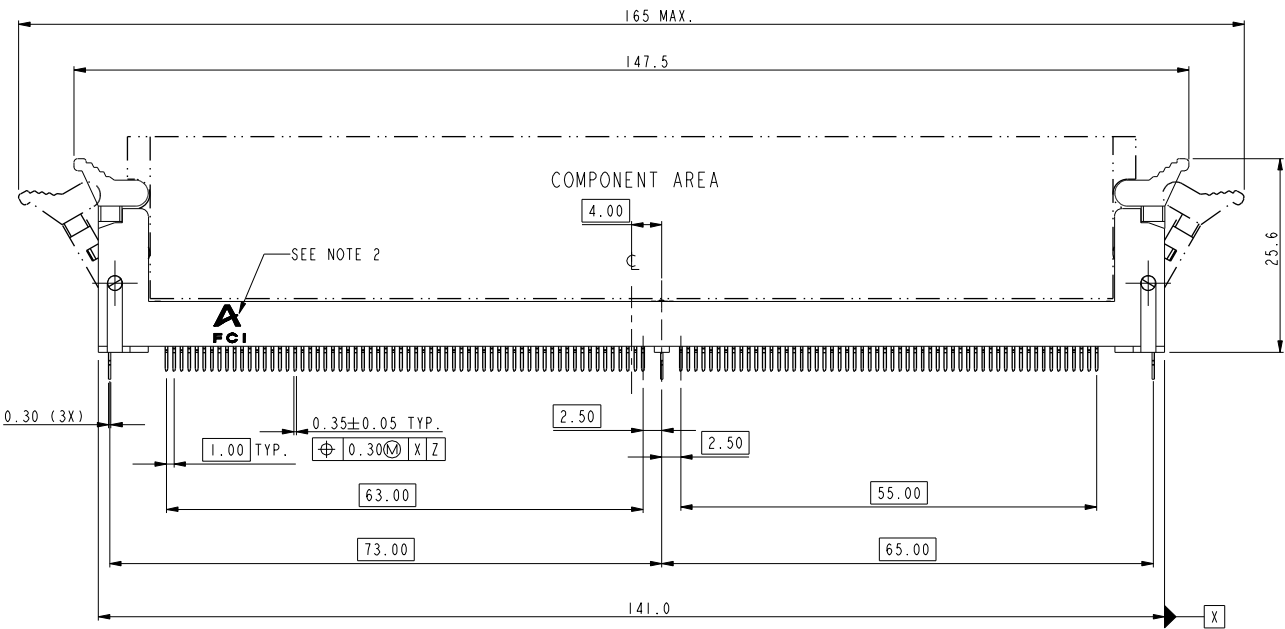 165 MAX.
147.5
COMPONENT AREA
4.00
℄
SEE NOTE 2
25.6
FCI
0.30 (3X)
0.35±0.05 TYP.
⌖ 0.30Ⓜ X Z
1.00 TYP.
2.50
2.50
63.00
55.00
73.00
65.00
141.0
X